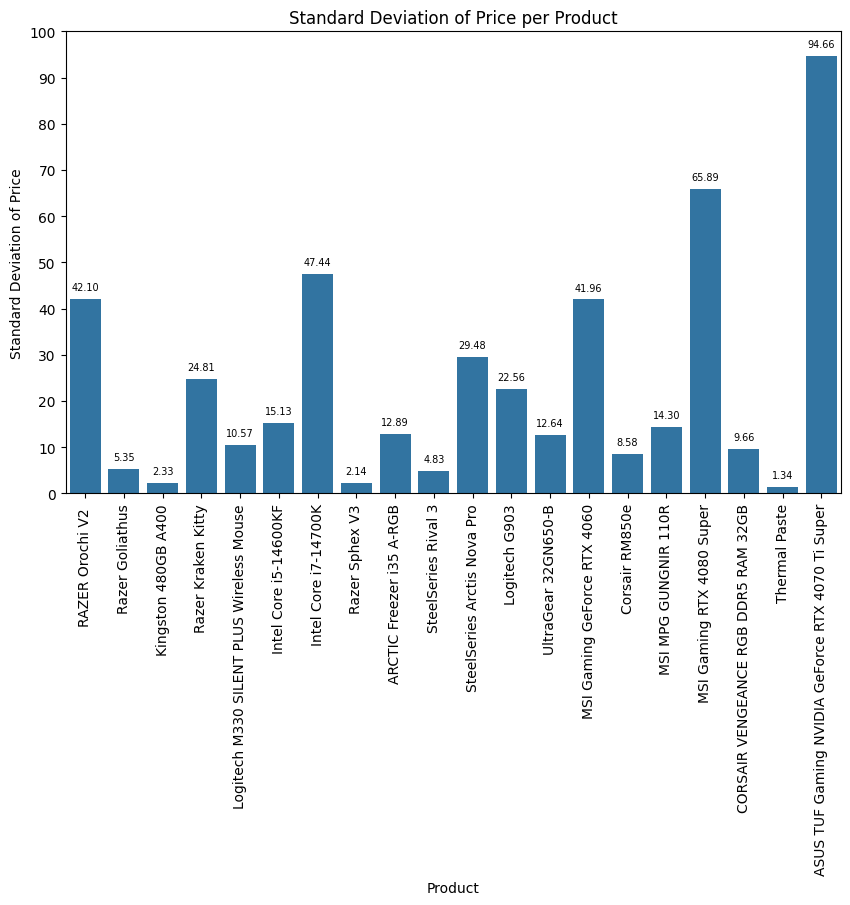 Standard Deviation of Price per Product
Standard Deviation of Price
100
90
80
70
60
50
40
30
20
10
0
42.10
5.35
2.33
24.81
10.57
15.13
47.44
2.14
12.89
4.83
29.48
22.56
12.64
41.96
8.58
14.30
65.89
9.66
1.34
94.66
RAZER Orochi V2
Razer Goliathus
Kingston 480GB A400
Razer Kraken Kitty
Logitech M330 SILENT PLUS Wireless Mouse
Intel Core i5-14600KF
Intel Core i7-14700K
Razer Sphex V3
ARCTIC Freezer i35 A-RGB
SteelSeries Rival 3
SteelSeries Arctis Nova Pro
Logitech G903
UltraGear 32GN650-B
MSI Gaming GeForce RTX 4060
Corsair RM850e
MSI MPG GUNGNIR 110R
MSI Gaming RTX 4080 Super
CORSAIR VENGEANCE RGB DDR5 RAM 32GB
Thermal Paste
ASUS TUF Gaming NVIDIA GeForce RTX 4070 Ti Super
Product